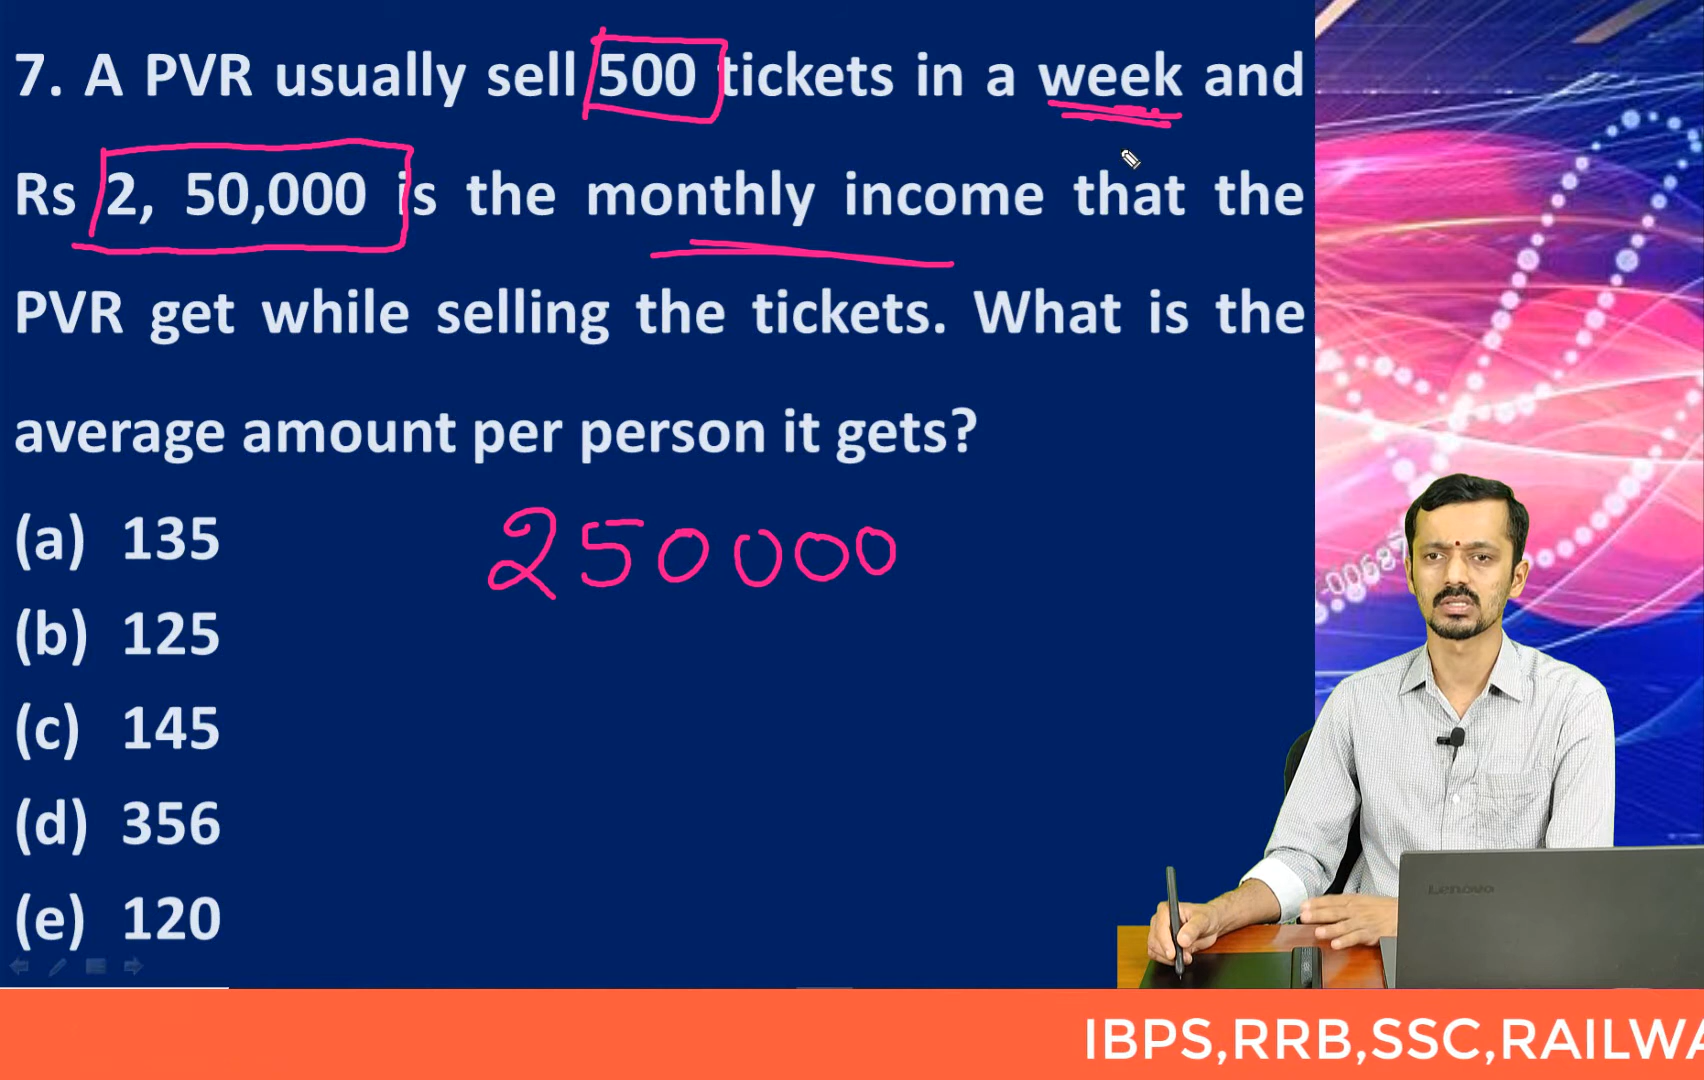 7. A PVR usually sell 500 tickets in a week and
Rs 2, 50,000 is the monthly income that the
PVR get while selling the tickets. What is the
average amount per person it gets?
(a) 135
250000
(b) 125
(c) 145
(d) 356
(e) 120
Lenovo
IBPS,RRB,SSC,RAILWA